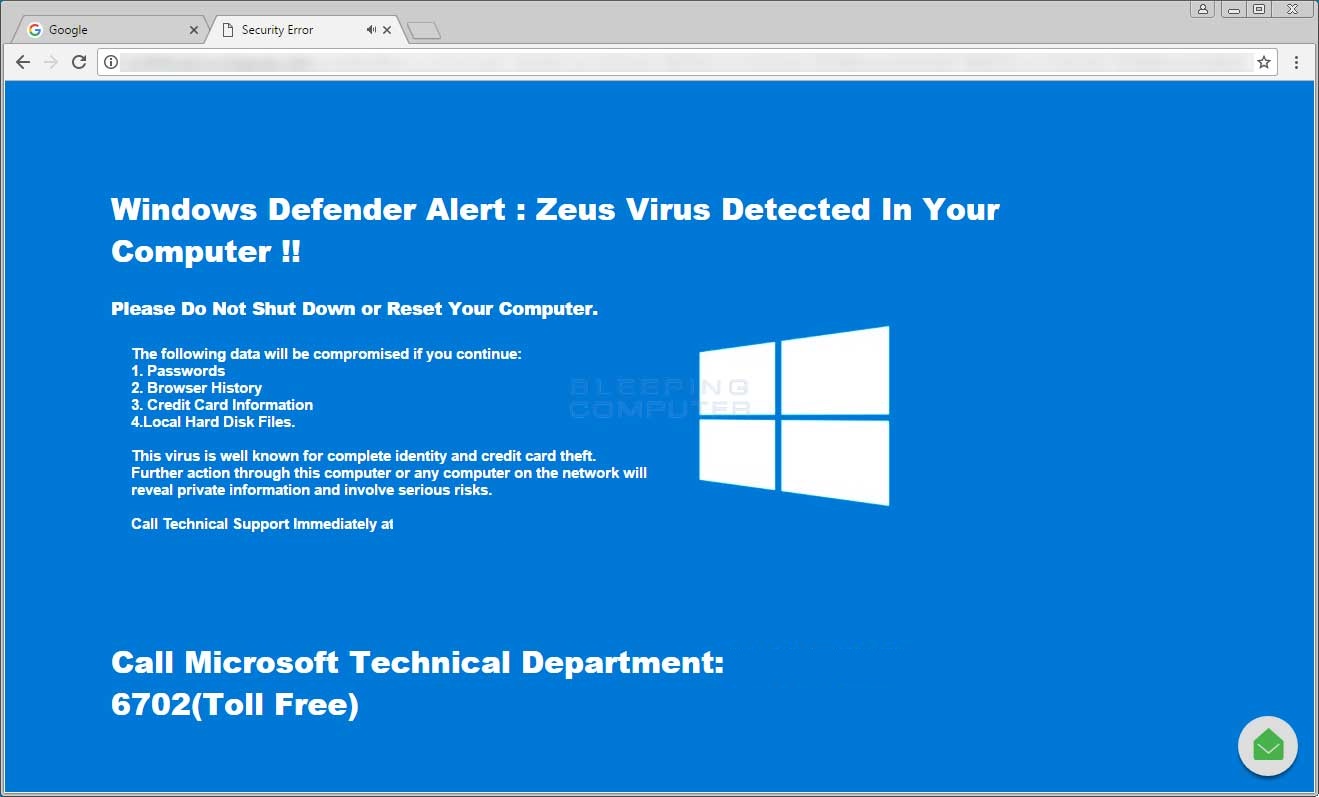 Google
Security Error
Windows Defender Alert : Zeus Virus Detected In Your
Computer !!
Please Do Not Shut Down or Reset Your Computer.
The following data will be compromised if you continue:
1. Passwords
2. Browser History
3. Credit Card Information
4.Local Hard Disk Files.
BLEEPING
COMPUTER
This virus is well known for complete identity and credit card theft.
Further action through this computer or any computer on the network will
reveal private information and involve serious risks.
Call Technical Support Immediately at
Call Microsoft Technical Department:
6702(Toll Free)